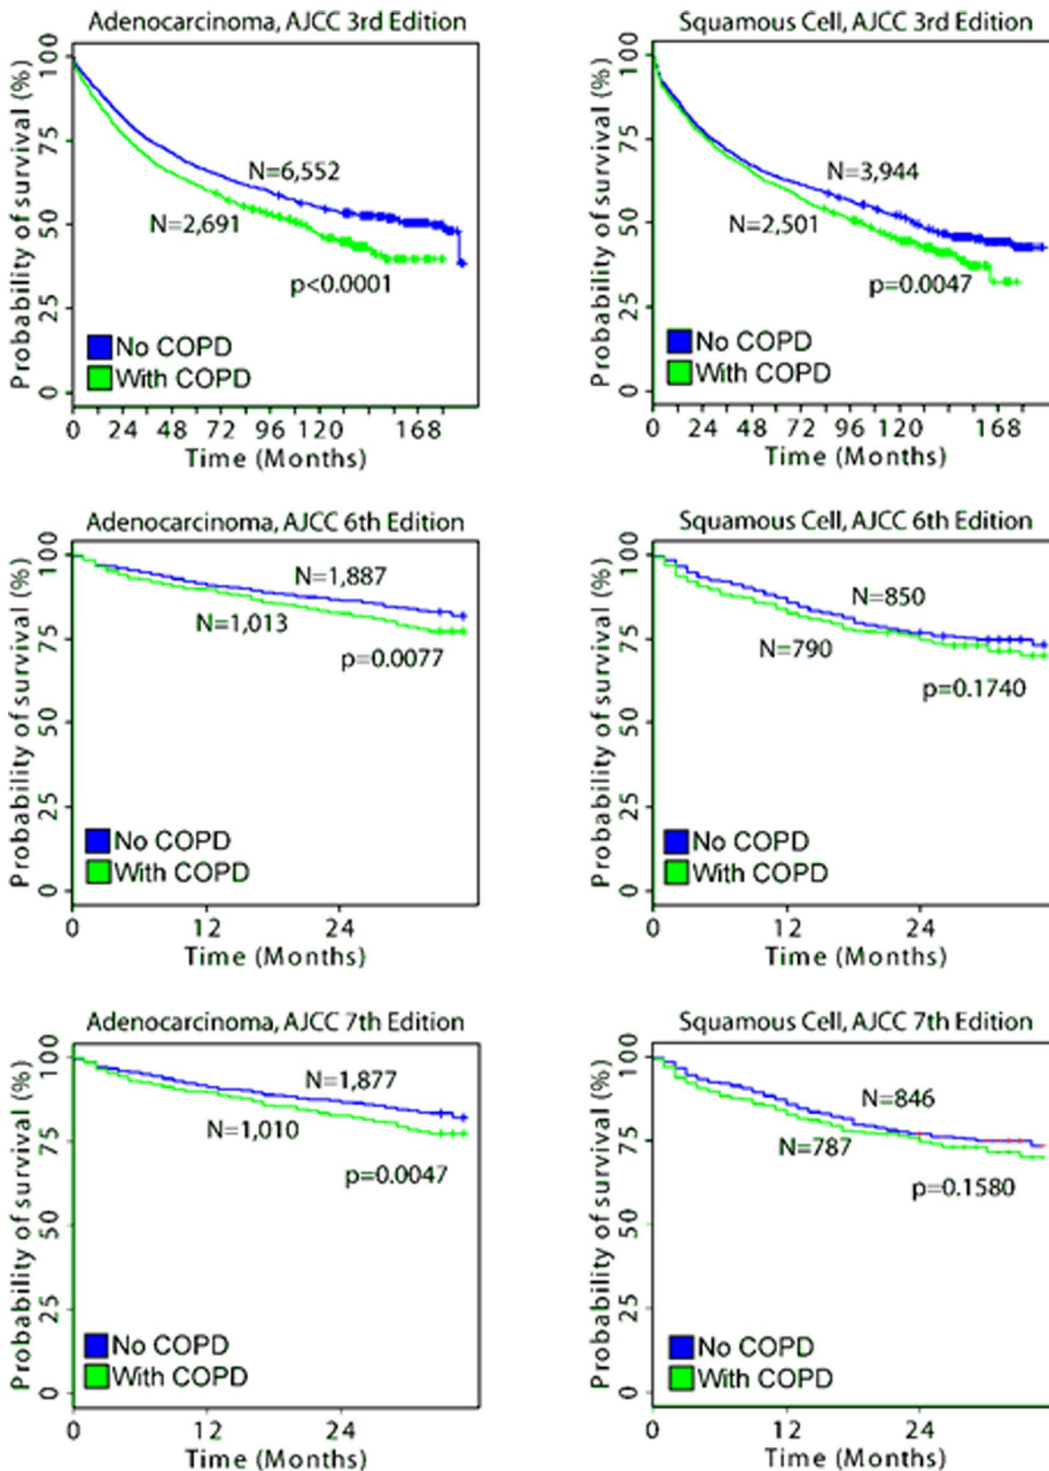 Adenocarcinoma, AJCC 3rd Edition
Probability of survival (%)
100
75
50
25
0
N=6,552
N=2,691
p<0.0001
No COPD
With COPD
0 24 48 72 96 120 168
Time (Months)
Squamous Cell, AJCC 3rd Edition
Probability of survival (%)
100
75
50
25
0
N=3,944
N=2,501
p=0.0047
No COPD
With COPD
0 24 48 72 96 120 168
Time (Months)
Adenocarcinoma, AJCC 6th Edition
Probability of survival (%)
100
75
50
25
0
N=1,887
N=1,013
p=0.0077
No COPD
With COPD
0 12 24
Time (Months)
Squamous Cell, AJCC 6th Edition
Probability of survival (%)
100
75
50
25
0
N=850
N=790
p=0.1740
No COPD
With COPD
0 12 24
Time (Months)
Adenocarcinoma, AJCC 7th Edition
Probability of survival (%)
100
75
50
25
0
N=1,877
N=1,010
p=0.0047
No COPD
With COPD
0 12 24
Time (Months)
Squamous Cell, AJCC 7th Edition
Probability of survival (%)
100
75
50
25
0
N=846
N=787
p=0.1580
No COPD
With COPD
0 12 24
Time (Months)